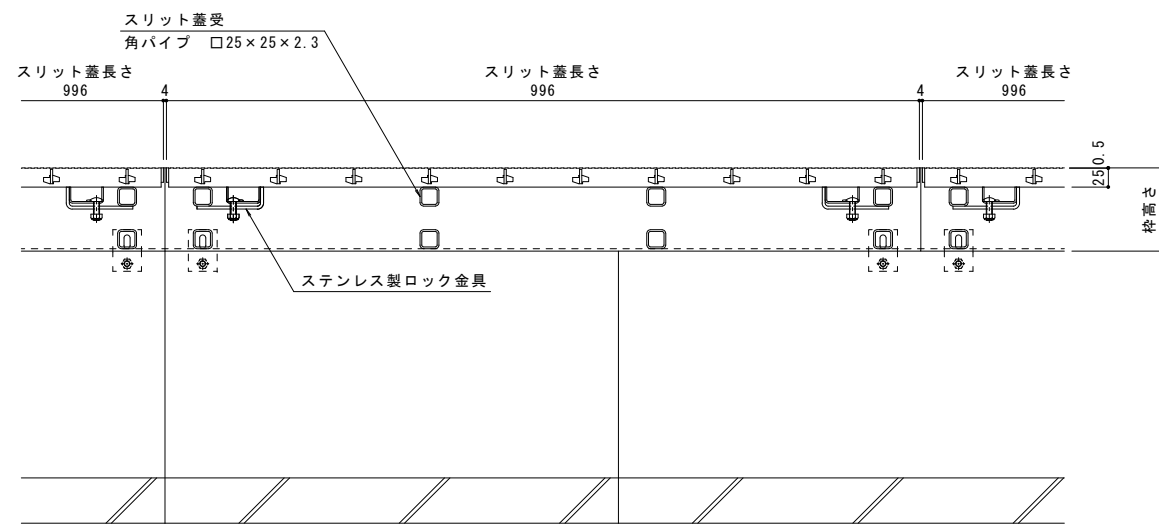 スリット蓋受
角パイプ □25×25×2.3
スリット蓋長さ
996
4
スリット蓋長さ
996
4
スリット蓋長さ
996
25
0.5
枠高さ
ステンレス製ロック金具